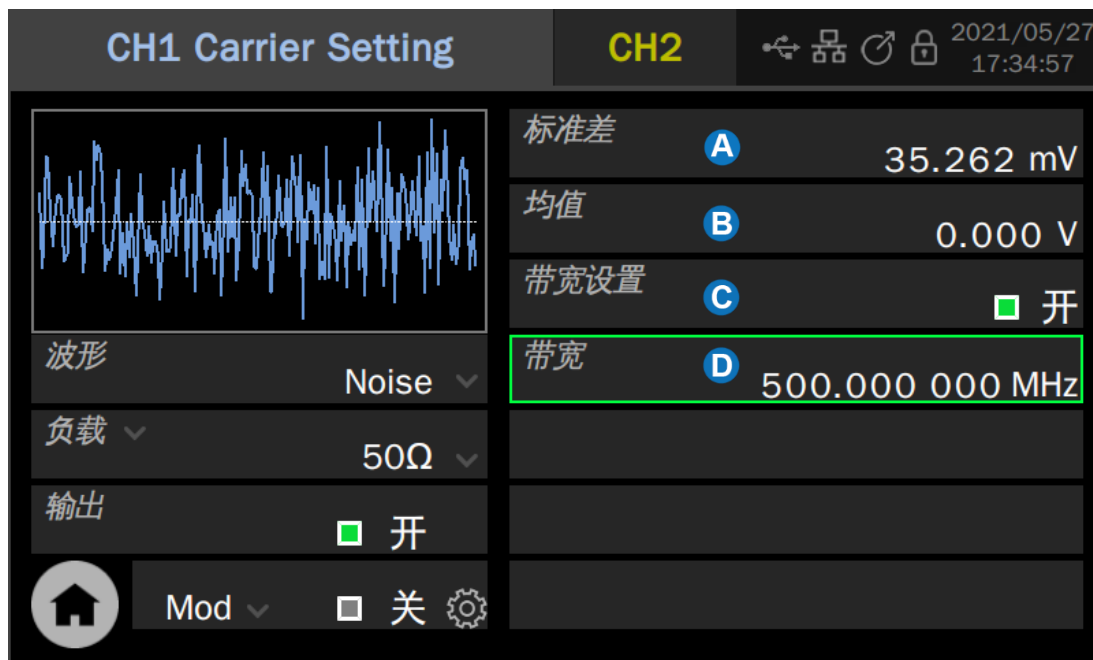 CH1 Carrier Setting
CH2
2021/05/27
17:34:57
标准差
A
35.262 mV
均值
B
0.000 V
带宽设置
C
开
波形
Noise
带宽
D
500.000 000 MHz
负载
50Ω
输出
开
Mod
关